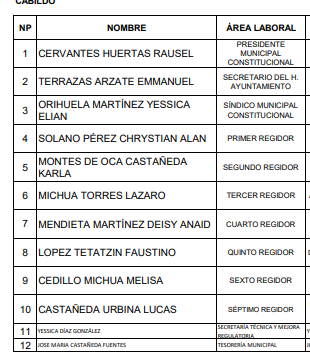 CABILDO
NP NOMBRE ÁREA LABORAL
1 CERVANTES HUERTAS RAUSEL PRESIDENTE MUNICIPAL CONSTITUCIONAL
2 TERRAZAS ARZATE EMMANUEL SECRETARIO DEL H. AYUNTAMIENTO
3 ORIHUELA MARTÍNEZ YESSICA ELIAN SÍNDICO MUNICIPAL CONSTITUCIONAL
4 SOLANO PÉREZ CHRYSTIAN ALAN PRIMER REGIDOR
5 MONTES DE OCA CASTAÑEDA KARLA SEGUNDO REGIDOR
6 MICHUA TORRES LAZARO TERCER REGIDOR
7 MENDIETA MARTÍNEZ DEISY ANAID CUARTO REGIDOR
8 LOPEZ TETATZIN FAUSTINO QUINTO REGIDOR
9 CEDILLO MICHUA MELISA SEXTO REGIDOR
10 CASTAÑEDA URBINA LUCAS SÉPTIMO REGIDOR
11 YESSICA DÍAZ GONZÁLEZ SECRETARÍA TÉCNICA Y MEJORA REGULATORIA
12 JOSE MARIA CASTAÑEDA FUENTES TESORERÍA MUNICIPAL